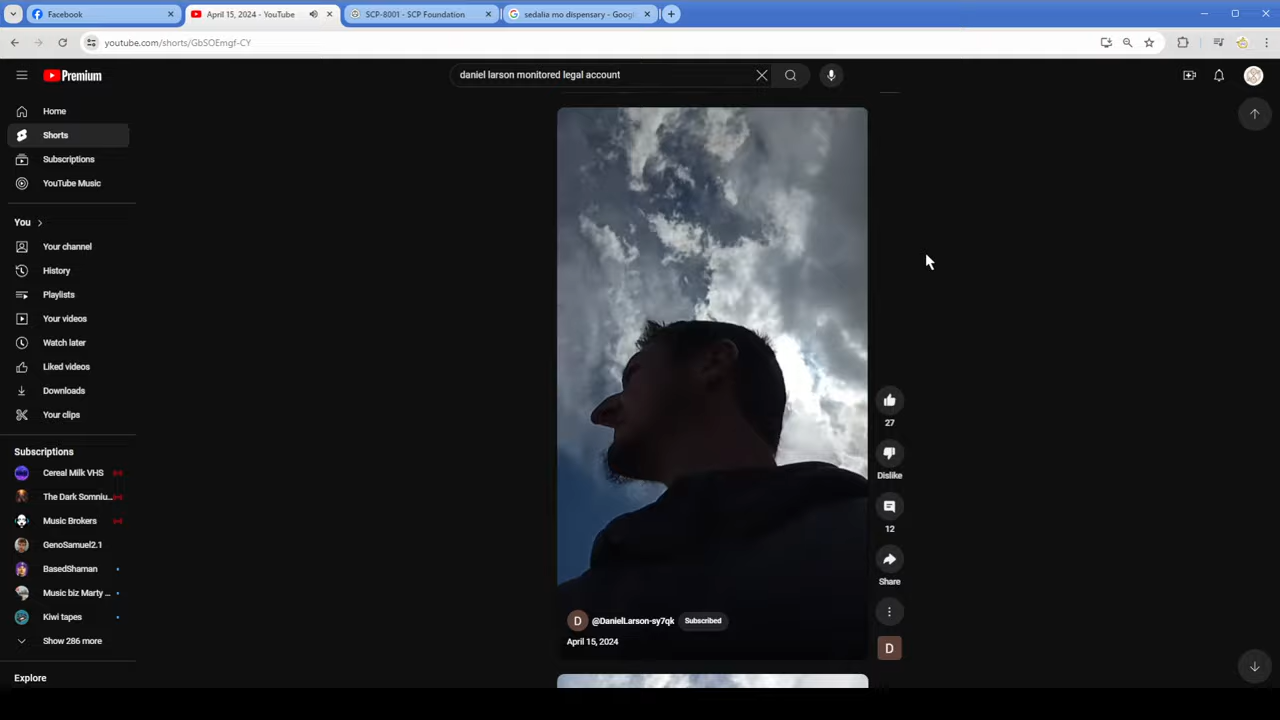 Facebook
April 15, 2024 - YouTube
SCP-8001 - SCP Foundation
sedalia mo dispensary - Googl
youtube.com/shorts/GbSOEmgf-CY
Premium
daniel larson monitored legal account
Home
Shorts
Subscriptions
YouTube Music
You
Your channel
History
Playlists
Your videos
Watch later
Liked videos
Downloads
Your clips
Subscriptions
Cereal Milk VHS
The Dark Somniu...
Music Brokers
GenoSamuel2.1
BasedShaman
Music biz Marty ...
Kiwi tapes
Show 286 more
Explore
27
Dislike
12
Share
D @DanielLarson-sy7qk Subscribed
April 15, 2024
D